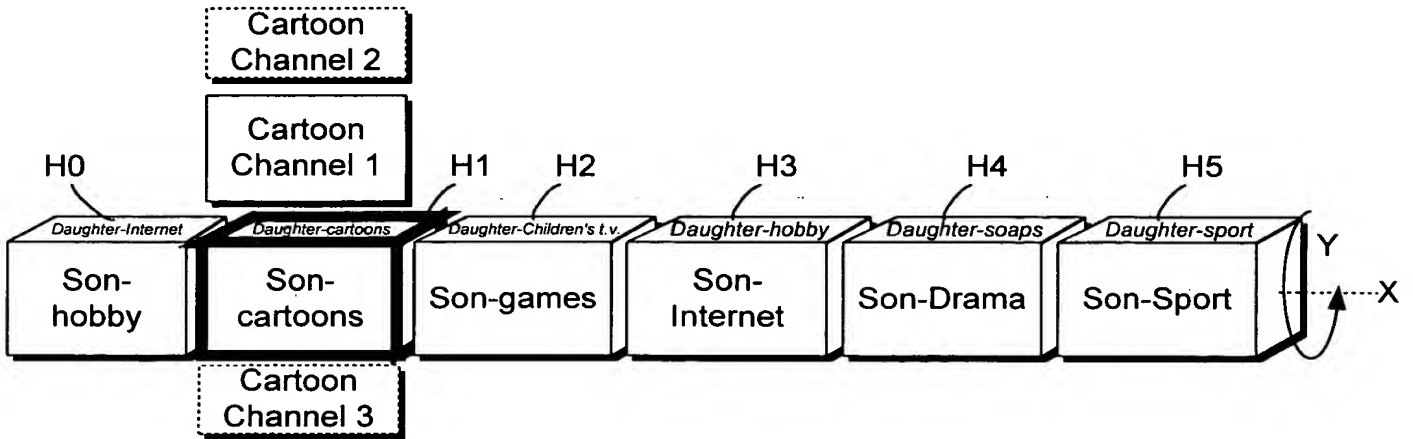 Cartoon
Channel 2
Cartoon
Channel 1
H0
H1
H2
H3
H4
H5
Daughter-Internet
Daughter-cartoons
Daughter-Children's t.v.
Daughter-hobby
Daughter-soaps
Daughter-sport
Y
X
Son-
hobby
Son-
cartoons
Son-games
Son-
Internet
Son-Drama
Son-Sport
Cartoon
Channel 3